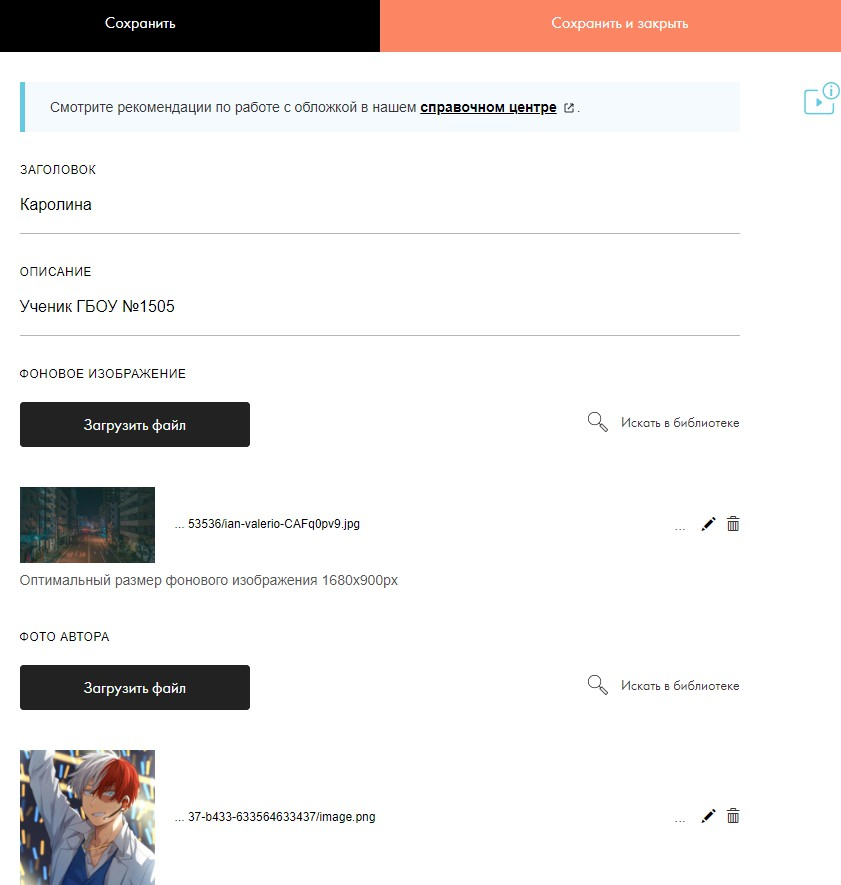 Сохранить
Сохранить и закрыть
Смотрите рекомендации по работе с обложкой в нашем справочном центре .
ЗАГОЛОВОК
Каролина
ОПИСАНИЕ
Ученик ГБОУ №1505
ФОНОВОЕ ИЗОБРАЖЕНИЕ
Загрузить файл
Искать в библиотеке
... 53536/ian-valerio-CAFq0pv9.jpg
...
Оптимальный размер фонового изображения 1680x900px
ФОТО АВТОРА
Загрузить файл
Искать в библиотеке
... 37-b433-633564633437/image.png
...